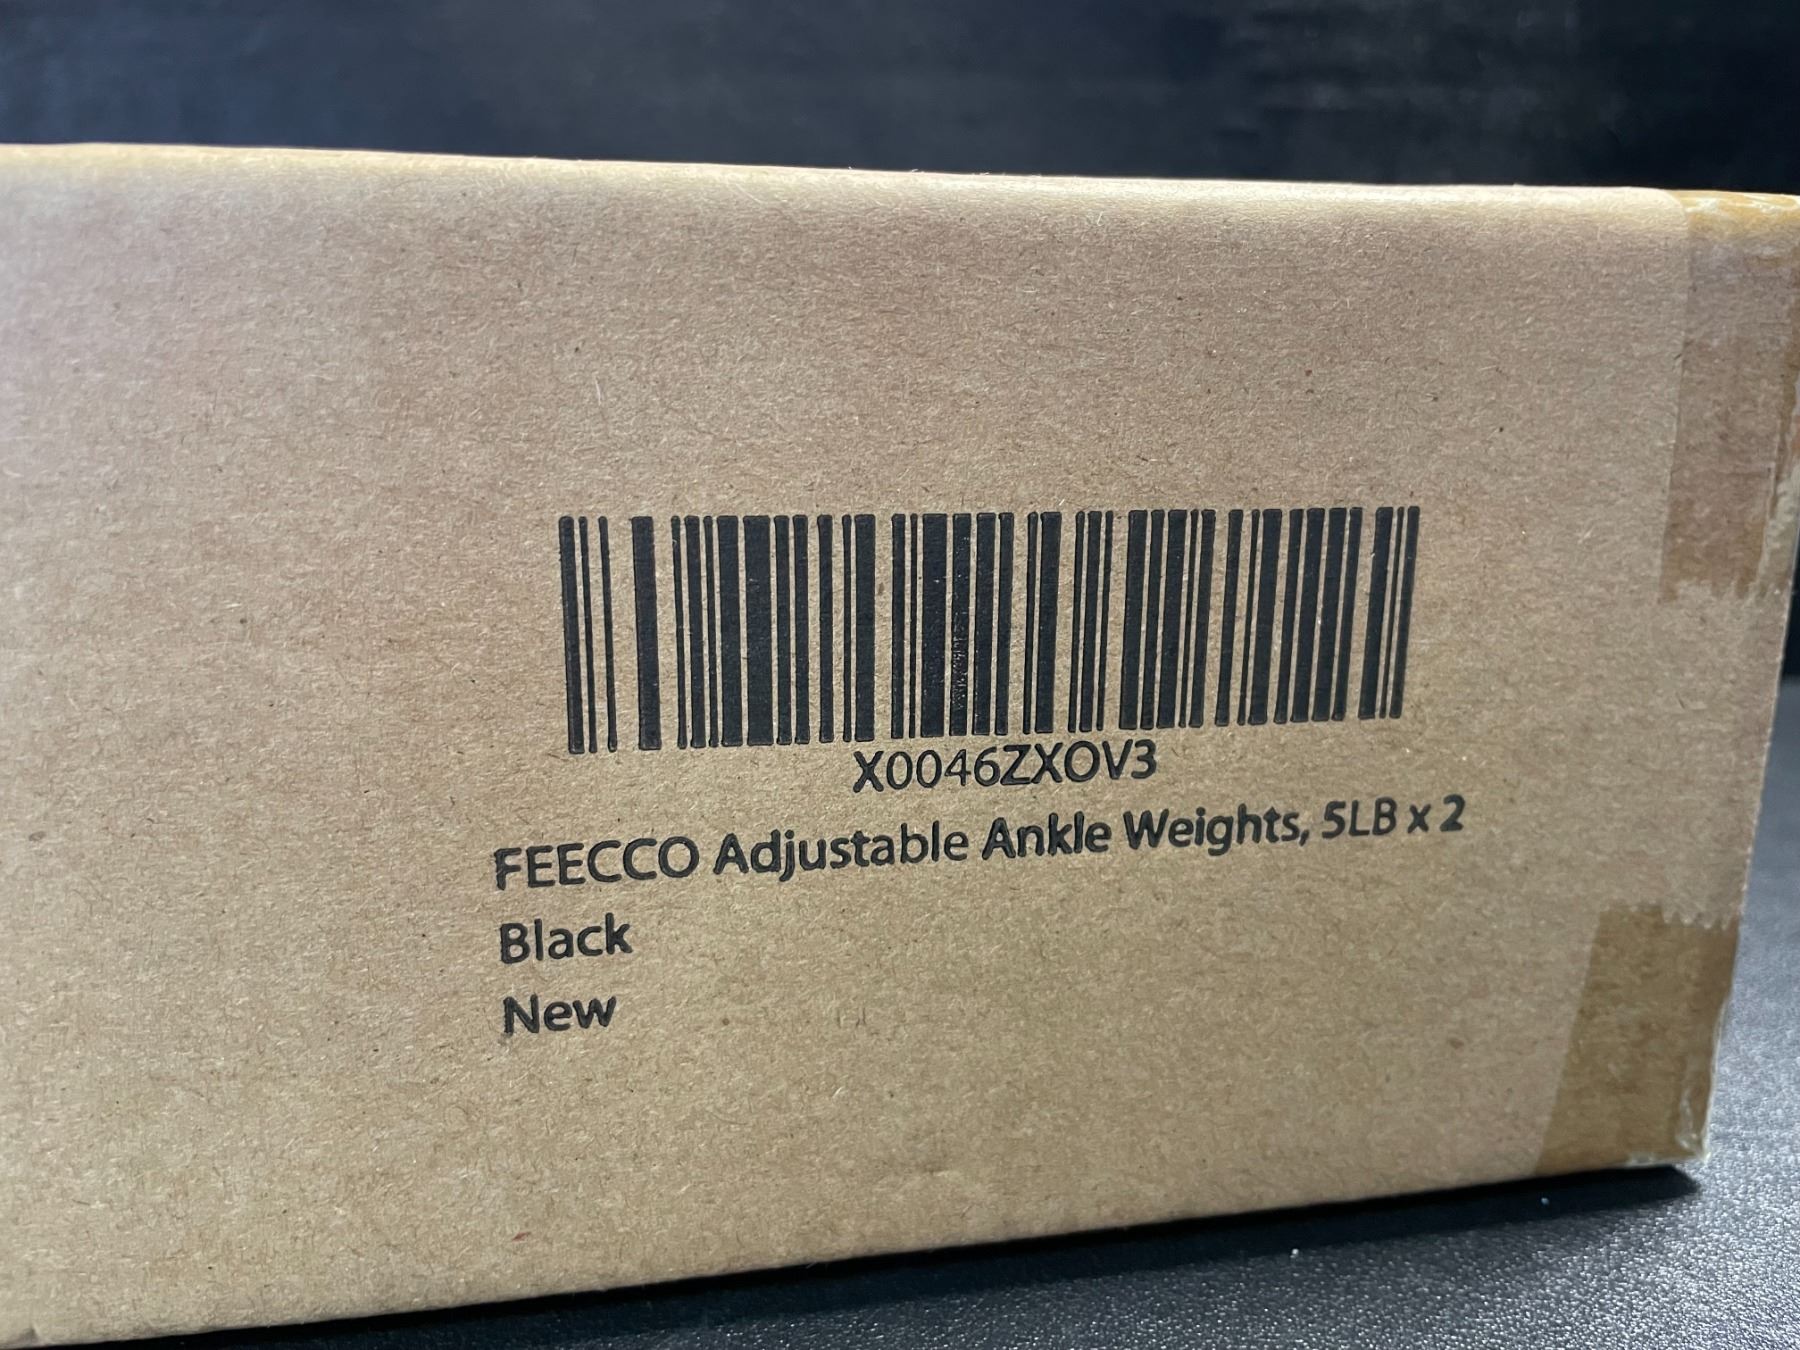 X0046ZXOV3
FEECCO Adjustable Ankle Weights, 5LB x 2
Black
New